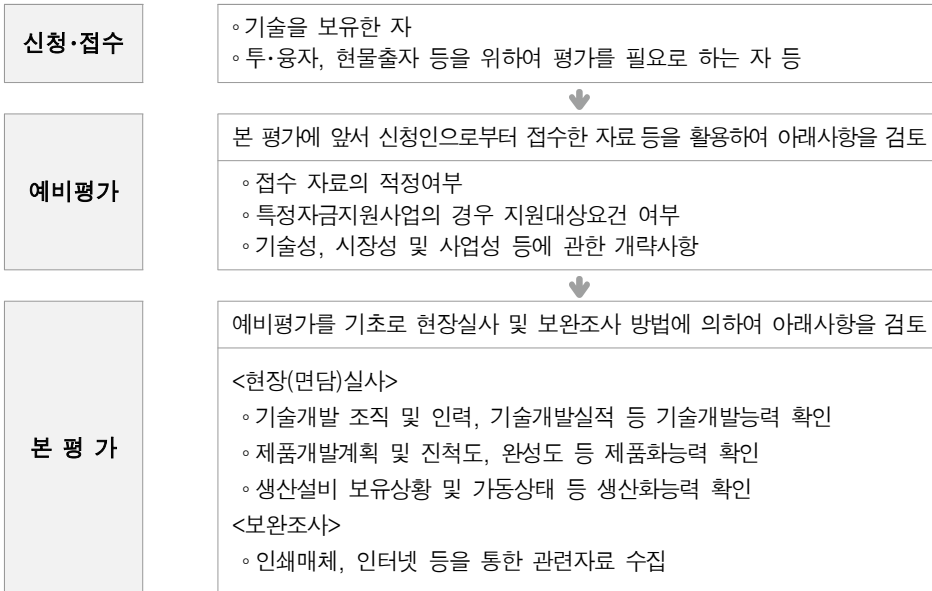 신청·접수
◦기술을 보유한 자
◦투·융자, 현물출자 등을 위하여 평가를 필요로 하는 자 등
예비평가
본 평가에 앞서 신청인으로부터 접수한 자료 등을 활용하여 아래사항을 검토
◦접수 자료의 적정여부
◦특정자금지원사업의 경우 지원대상요건 여부
◦기술성, 시장성 및 사업성 등에 관한 개략사항
본 평 가
예비평가를 기초로 현장실사 및 보완조사 방법에 의하여 아래사항을 검토
<현장(면담)실사>
◦기술개발 조직 및 인력, 기술개발실적 등 기술개발능력 확인
◦제품개발계획 및 진척도, 완성도 등 제품화능력 확인
◦생산설비 보유상황 및 가동상태 등 생산화능력 확인
<보완조사>
◦인쇄매체, 인터넷 등을 통한 관련자료 수집